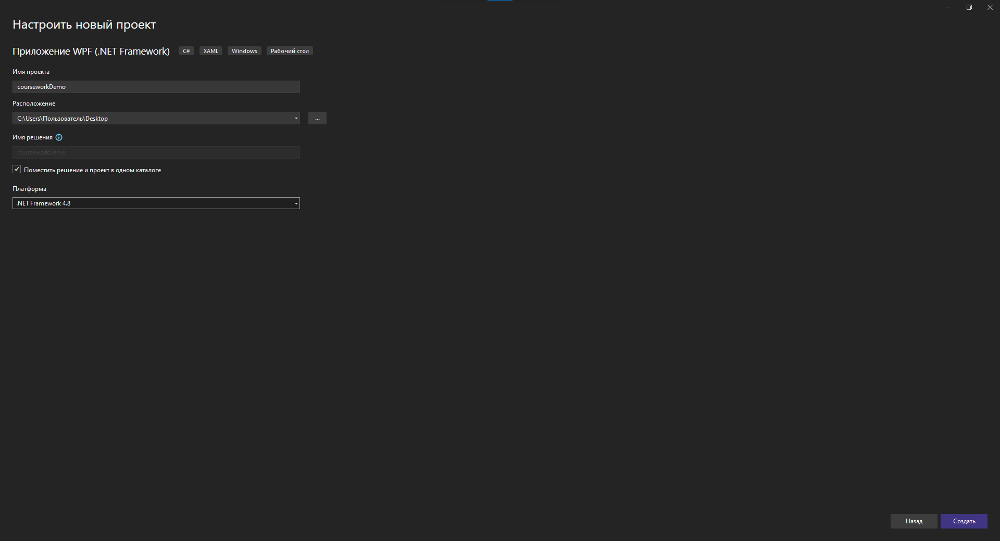 Настроить новый проект
Приложение WPF (.NET Framework) C# XAML Windows Рабочий стол
Имя проекта
courseworkDemo
Расположение
C:\Users\Пользователь\Desktop
...
Имя решения
courseworkDemo
Поместить решение и проект в одном каталоге
Платформа
.NET Framework 4.8
Назад Создать